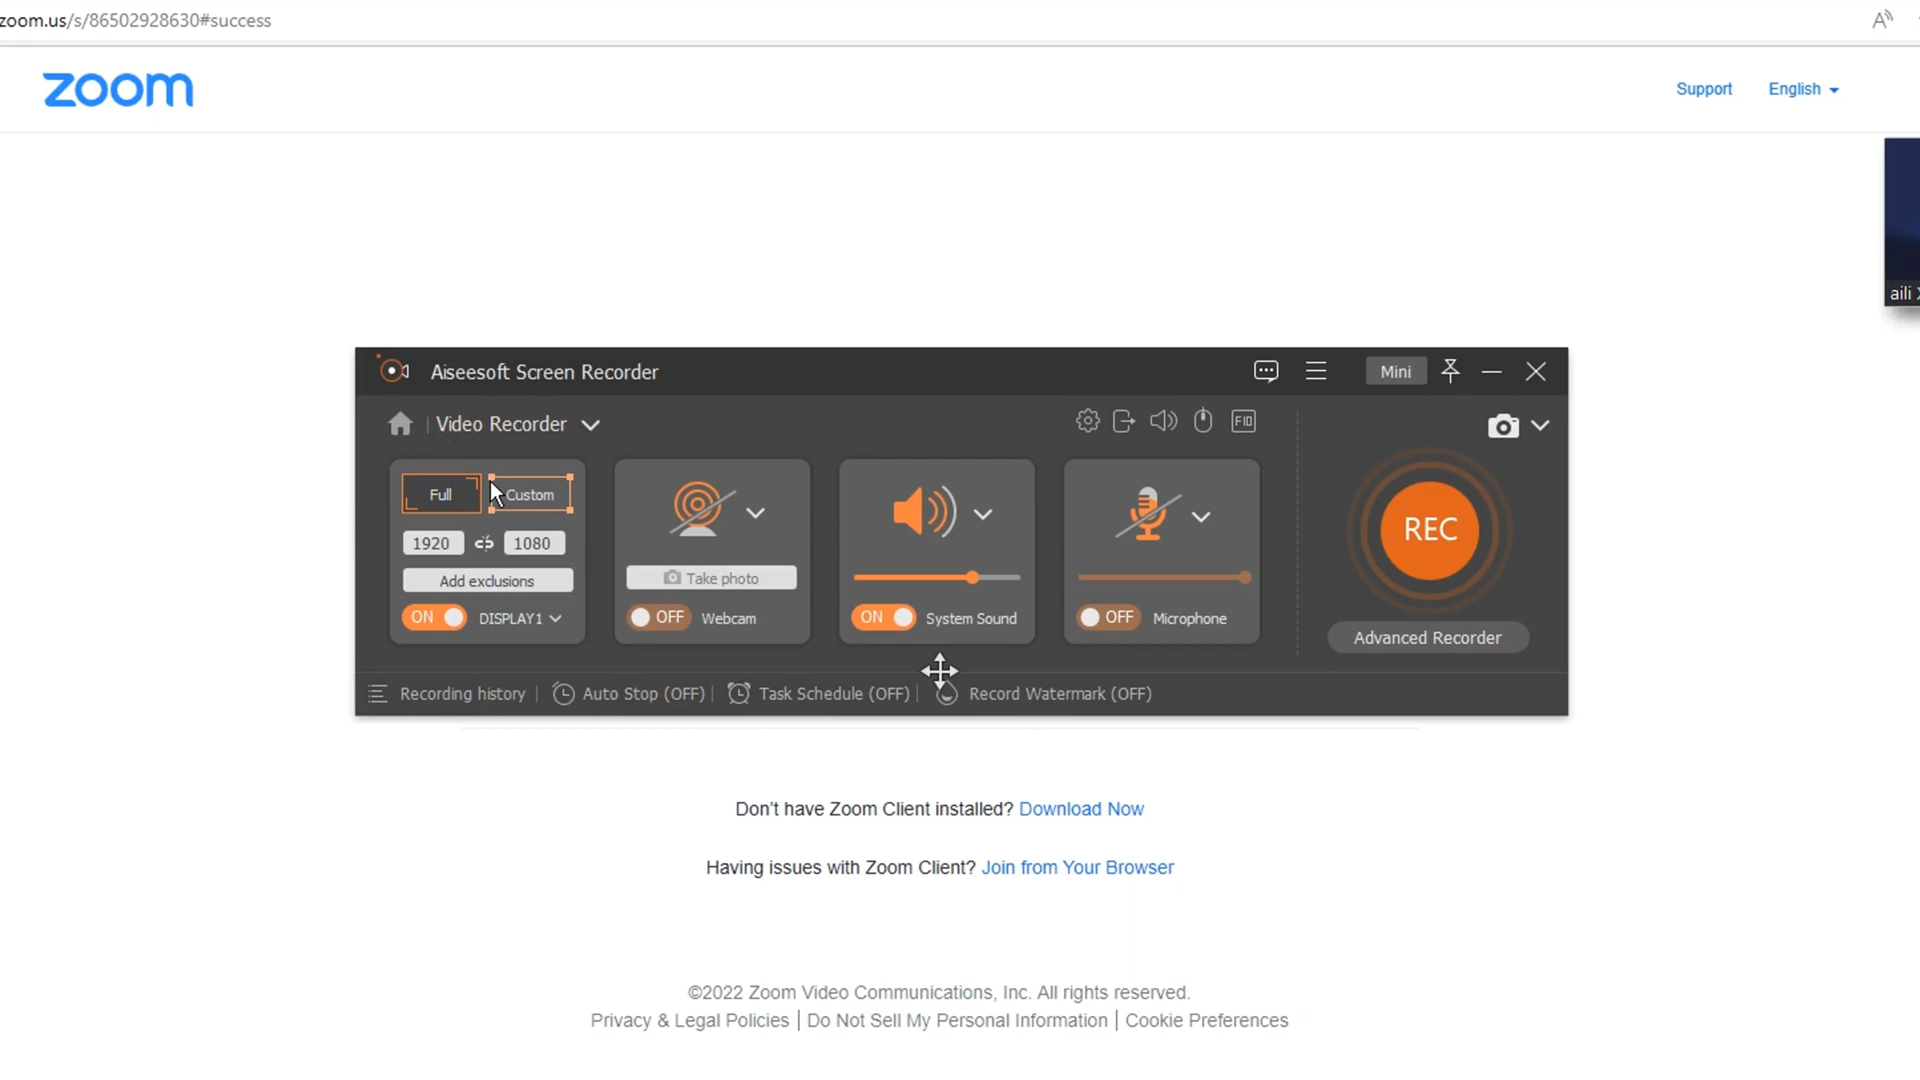 zoom.us/s/86502928630#success
zoom
Support
English
aili
Aiseesoft Screen Recorder
Mini
Video Recorder
F10
Full
Custom
1920
1080
Add exclusions
ON
DISPLAY1
Take photo
OFF
Webcam
ON
System Sound
OFF
Microphone
REC
Advanced Recorder
Recording history
Auto Stop (OFF)
Task Schedule (OFF)
Record Watermark (OFF)
Don't have Zoom Client installed? Download Now
Having issues with Zoom Client? Join from Your Browser
©2022 Zoom Video Communications, Inc. All rights reserved.
Privacy & Legal Policies | Do Not Sell My Personal Information | Cookie Preferences